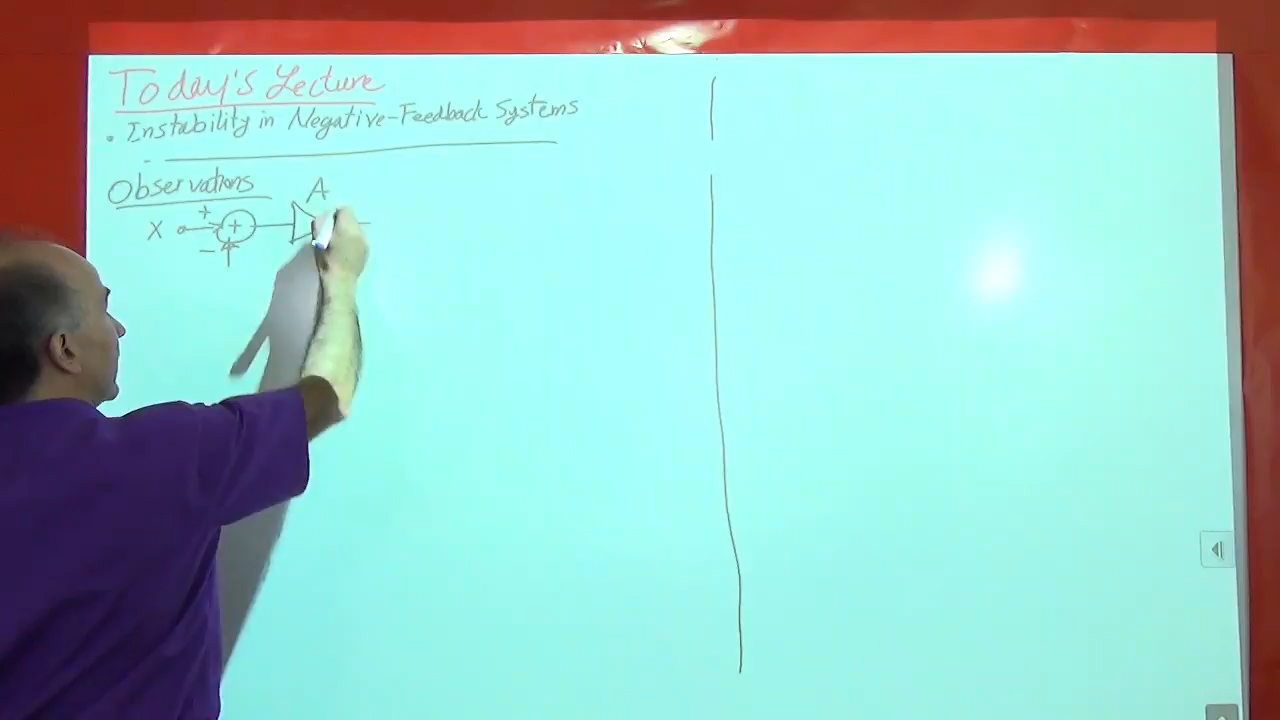 Today's Lecture
• Instability in Negative-Feedback Systems
Observations
A
X + +
−